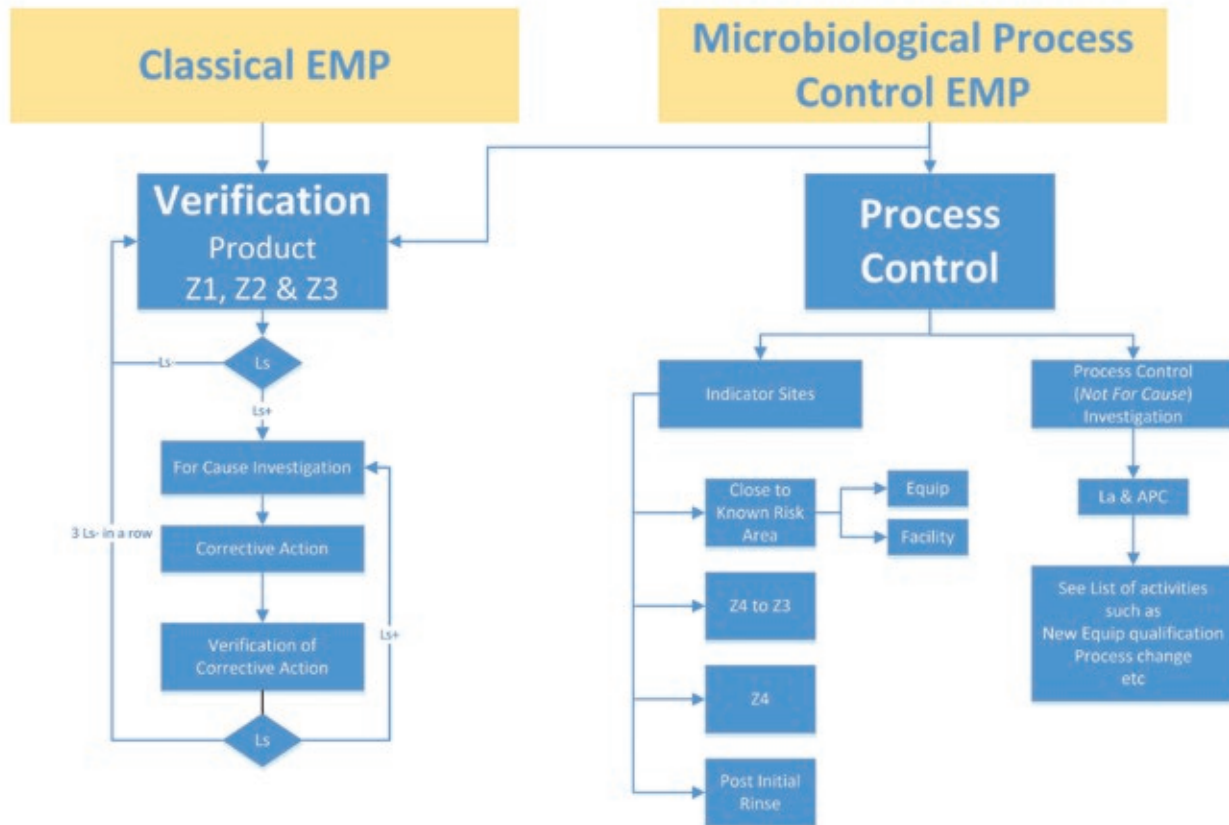 Classical EMP
Microbiological Process
Control EMP
Verification
Product
Z1, Z2 & Z3
Ls
Ls-
Ls+
For Cause Investigation
Corrective Action
3 Ls- in a row
Verification of
Corrective Action
Ls+
Ls
Process
Control
Indicator Sites
Process Control
(Not For Cause)
Investigation
Close to
Known Risk
Area
Equip
Facility
La & APC
Z4 to Z3
See List of activities
such as
New Equip qualification
Process change
etc
Z4
Post Initial
Rinse